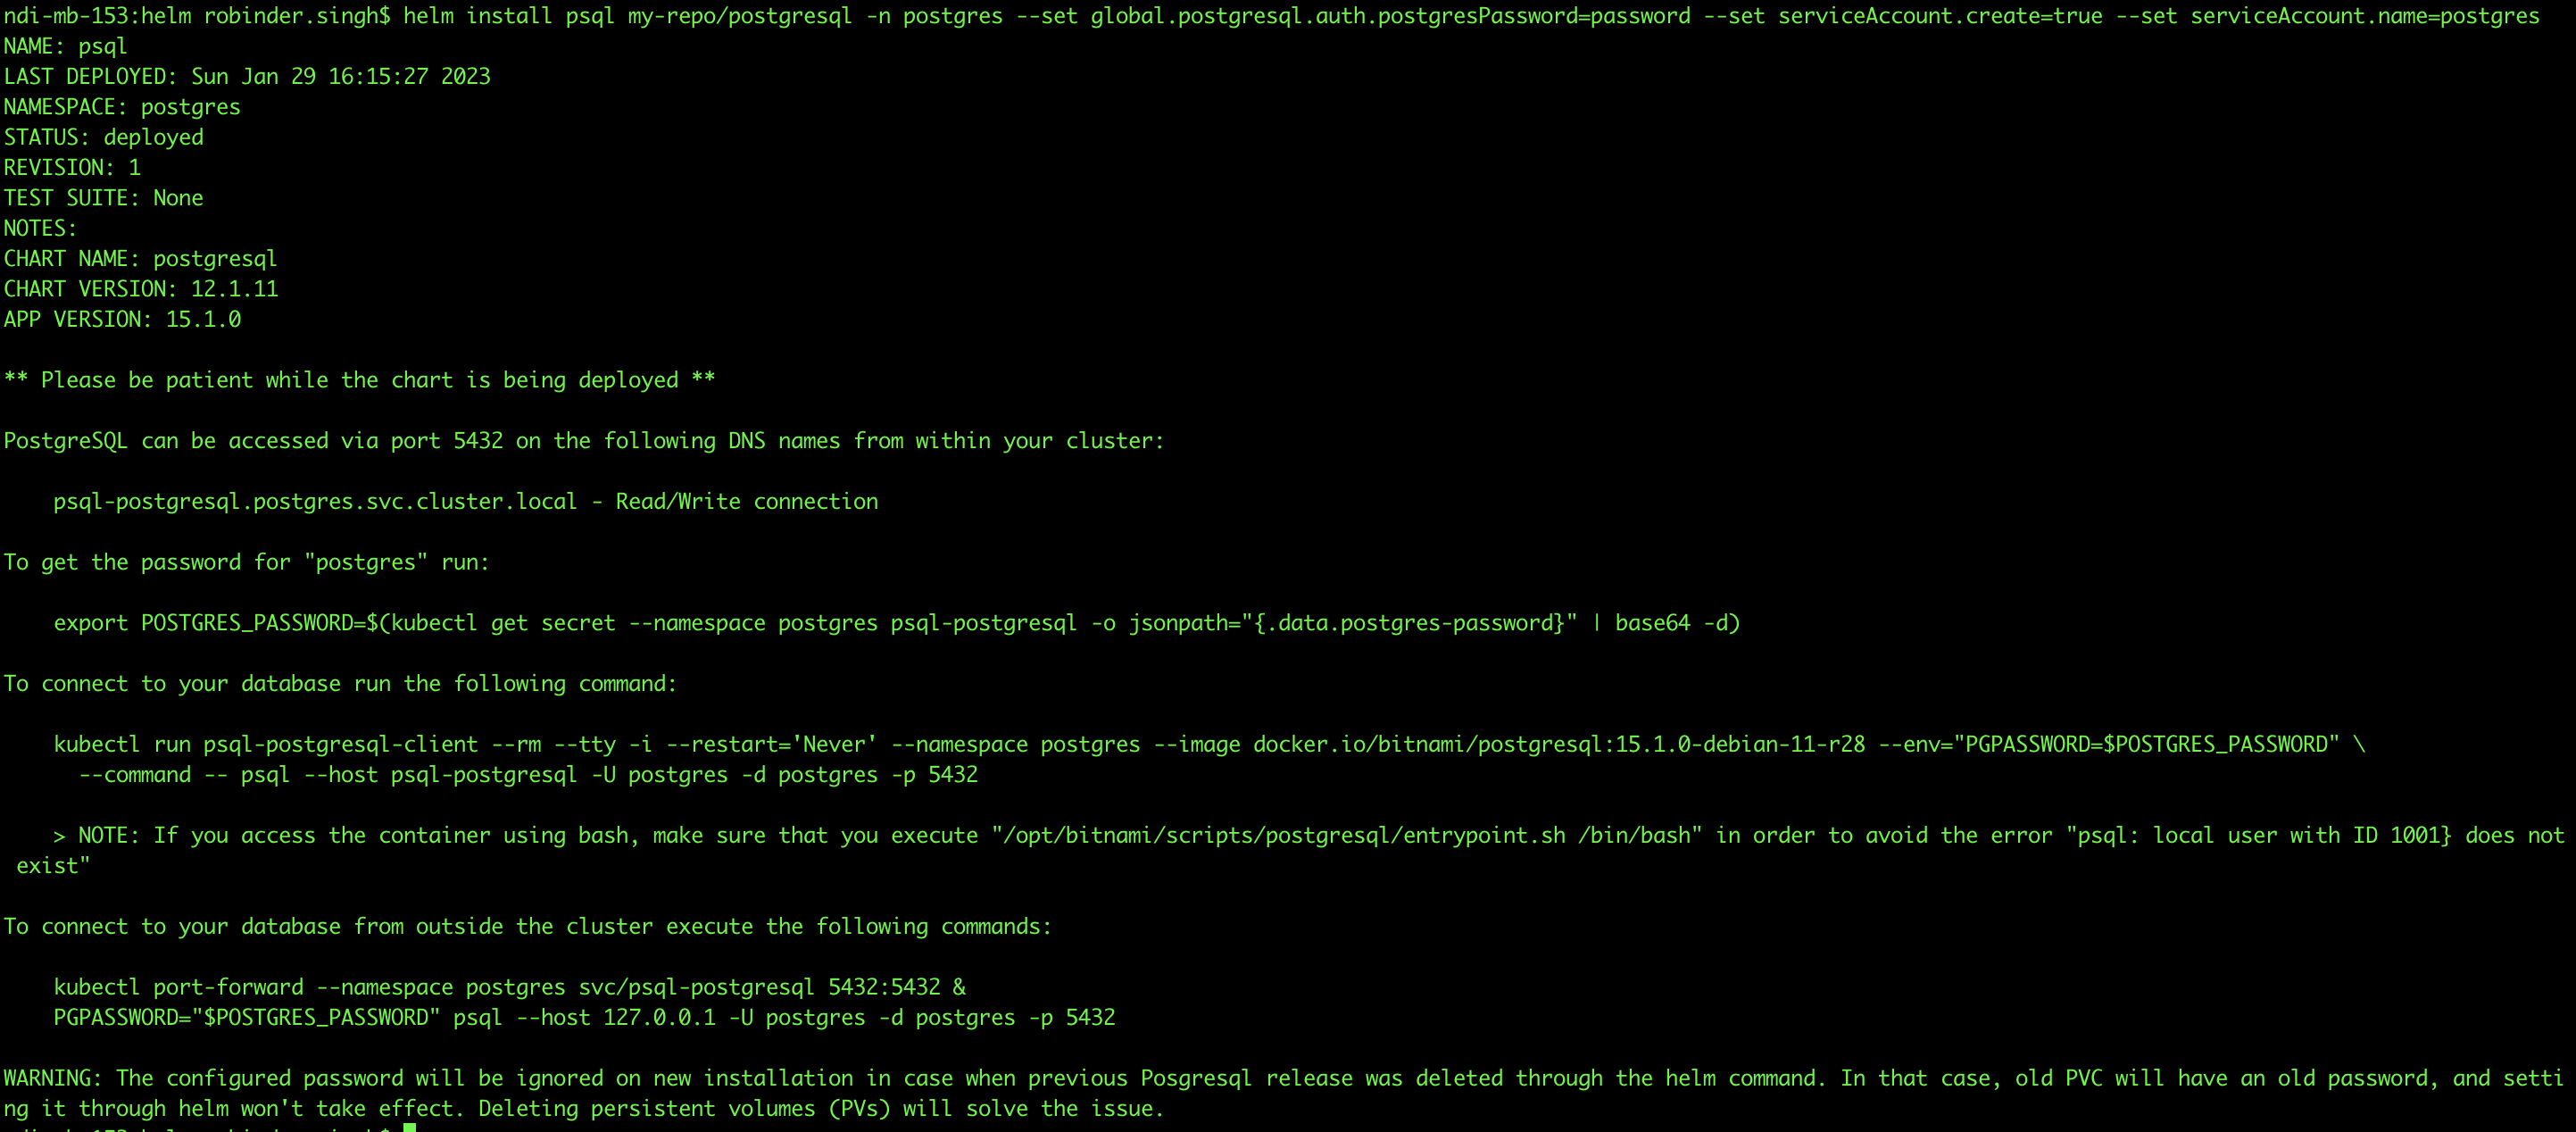 ndi-mb-153:helm robinder.singh$ helm install psql my-repo/postgresql -n postgres --set global.postgresql.auth.postgresPassword=password --set serviceAccount.create=true --set serviceAccount.name=postgres
NAME: psql
LAST DEPLOYED: Sun Jan 29 16:15:27 2023
NAMESPACE: postgres
STATUS: deployed
REVISION: 1
TEST SUITE: None
NOTES:
CHART NAME: postgresql
CHART VERSION: 12.1.11
APP VERSION: 15.1.0
** Please be patient while the chart is being deployed **
PostgreSQL can be accessed via port 5432 on the following DNS names from within your cluster:
psql-postgresql.postgres.svc.cluster.local - Read/Write connection
To get the password for "postgres" run:
export POSTGRES_PASSWORD=$(kubectl get secret --namespace postgres psql-postgresql -o jsonpath="{.data.postgres-password}" | base64 -d)
To connect to your database run the following command:
kubectl run psql-postgresql-client --rm --tty -i --restart='Never' --namespace postgres --image docker.io/bitnami/postgresql:15.1.0-debian-11-r28 --env="PGPASSWORD=$POSTGRES_PASSWORD" \
--command -- psql --host psql-postgresql -U postgres -d postgres -p 5432
> NOTE: If you access the container using bash, make sure that you execute "/opt/bitnami/scripts/postgresql/entrypoint.sh /bin/bash" in order to avoid the error "psql: local user with ID 1001} does not
exist"
To connect to your database from outside the cluster execute the following commands:
kubectl port-forward --namespace postgres svc/psql-postgresql 5432:5432 &
PGPASSWORD="$POSTGRES_PASSWORD" psql --host 127.0.0.1 -U postgres -d postgres -p 5432
WARNING: The configured password will be ignored on new installation in case when previous Posgresql release was deleted through the helm command. In that case, old PVC will have an old password, and setti
ng it through helm won't take effect. Deleting persistent volumes (PVs) will solve the issue.